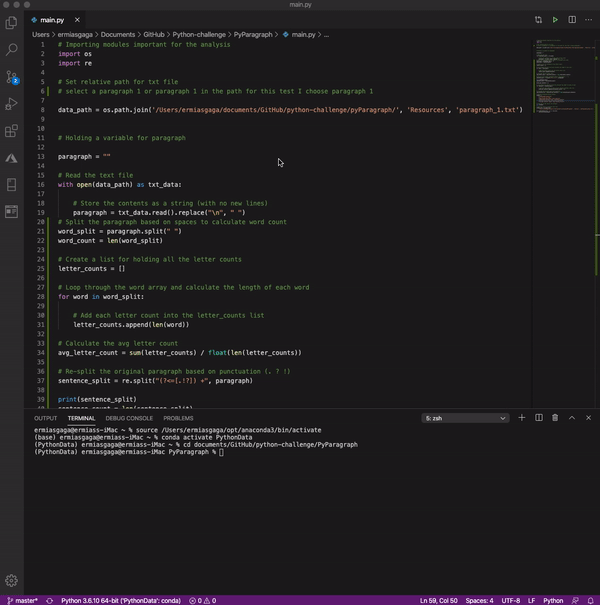 main.py
main.py ×
Users > ermiasgaga > Documents > GitHub > Python-challenge > PyParagraph > main.py > ...
1 # Importing modules important for the analysis
2 import os
3 import re
4
5 # Set relative path for txt file
6 # select a paragraph 1 or paragraph 1 in the path for this test I choose paragraph 1
7
8 data_path = os.path.join('/Users/ermiasgaga/documents/GitHub/python-challenge/pyParagraph/', 'Resources', 'paragraph_1.txt')
9
10
11 # Holding a variable for paragraph
12
13 paragraph = ""
14
15 # Read the text file
16 with open(data_path) as txt_data:
17
18 # Store the contents as a string (with no new lines)
19 paragraph = txt_data.read().replace("\n", " ")
20 # Split the paragraph based on spaces to calculate word count
21 word_split = paragraph.split(" ")
22 word_count = len(word_split)
23
24 # Create a list for holding all the letter counts
25 letter_counts = []
26
27 # Loop through the word array and calculate the length of each word
28 for word in word_split:
29
30 # Add each letter count into the letter_counts list
31 letter_counts.append(len(word))
32
33 # Calculate the avg letter count
34 avg_letter_count = sum(letter_counts) / float(len(letter_counts))
35
36 # Re-split the original paragraph based on punctuation (. ? !)
37 sentence_split = re.split("(?<=[.!?]) +", paragraph)
38
39 print(sentence_split)
40 sentence_count = len(sentence_split)
OUTPUT TERMINAL DEBUG CONSOLE PROBLEMS 5: zsh
ermiasgaga@ermiass-iMac ~ % source /Users/ermiasgaga/opt/anaconda3/bin/activate
(base) ermiasgaga@ermiass-iMac ~ % conda activate PythonData
(PythonData) ermiasgaga@ermiass-iMac ~ % cd documents/GitHub/python-challenge/PyParagraph
(PythonData) ermiasgaga@ermiass-iMac PyParagraph %
master* Python 3.6.10 64-bit ('PythonData': conda) 0 0 Ln 59, Col 50 Spaces: 4 UTF-8 LF Python